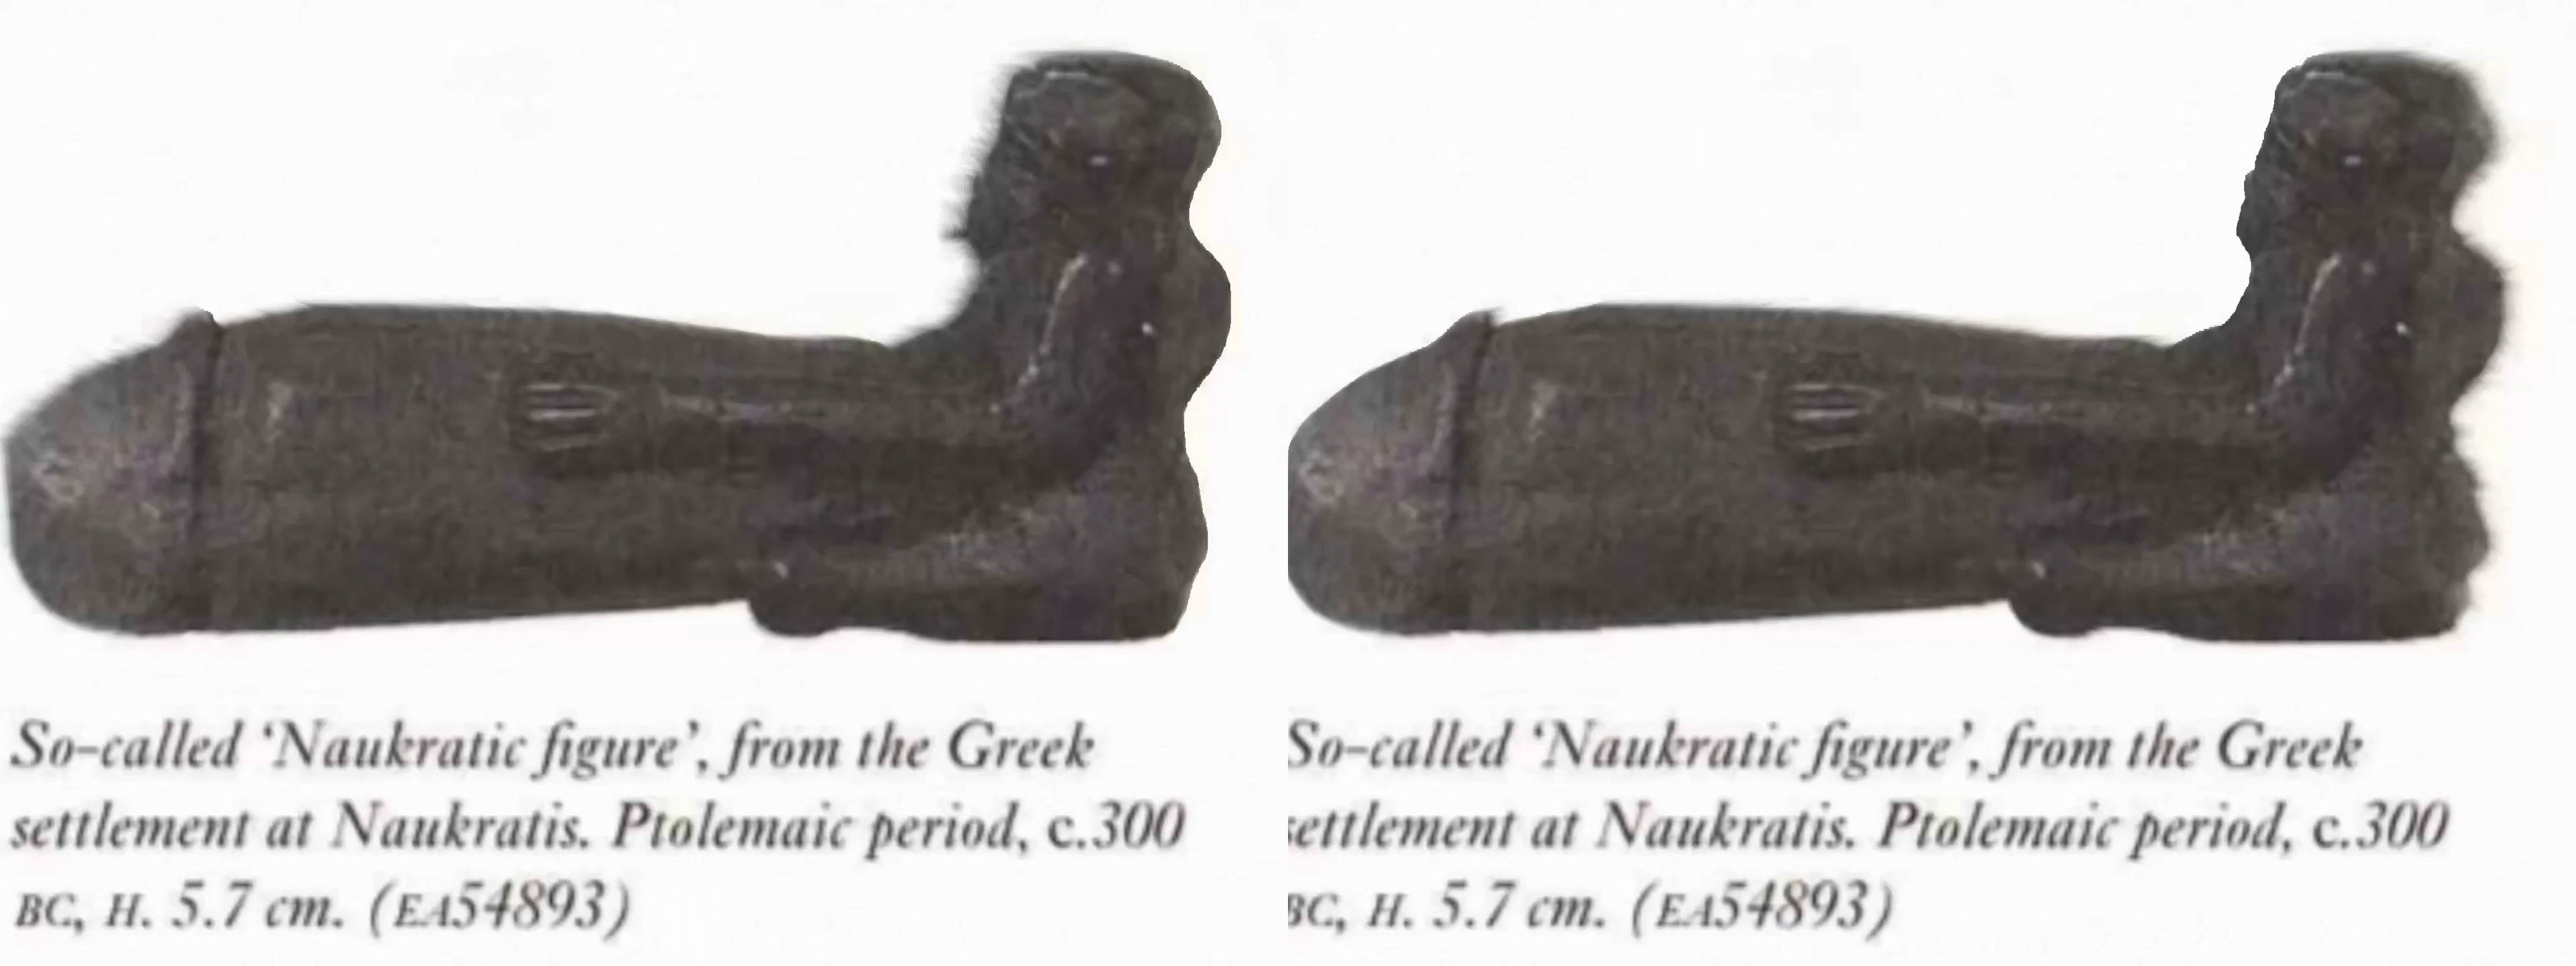 So-called ‘Naukratic figure’, from the Greek
settlement at Naukratis. Ptolemaic period, c.300
BC, H. 5.7 cm. (EA54893)
So-called ‘Naukratic figure’, from the Greek
settlement at Naukratis. Ptolemaic period, c.300
BC, H. 5.7 cm. (EA54893)